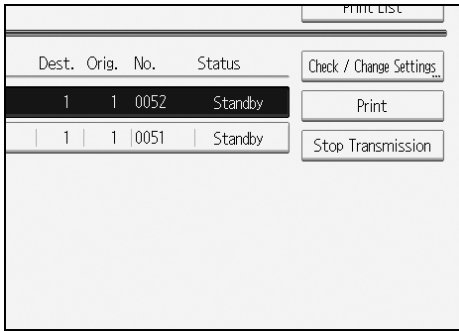 Print List
Dest. Orig. No. Status
Check / Change Settings
1 1 0052 Standby
Print
1 1 0051 Standby
Stop Transmission